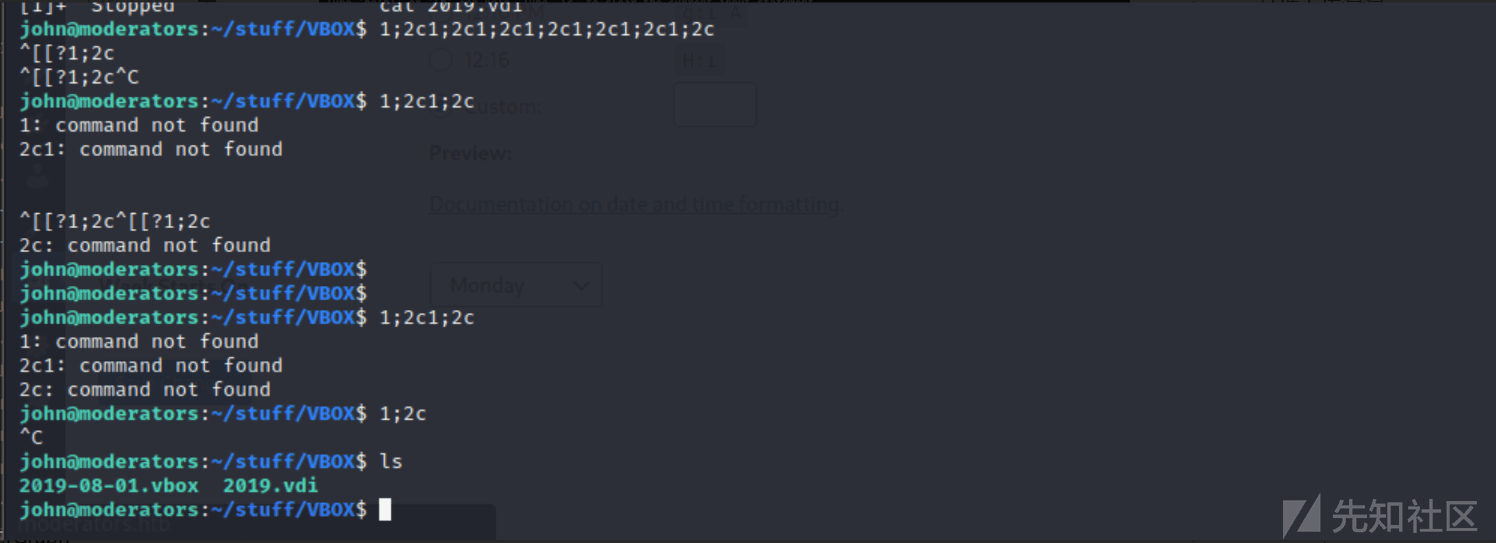 [1]+  Stopped                 cat 2019.vdi
john@moderators:~/stuff/VBOX$ 1;2c1;2c1;2c1;2c1;2c1;2c1;2c
^[[?1;2c
^[[?1;2c^C
john@moderators:~/stuff/VBOX$ 1;2c1;2c
1: command not found
2c1: command not found
^[[?1;2c^[[?1;2c
2c: command not found
john@moderators:~/stuff/VBOX$
john@moderators:~/stuff/VBOX$
john@moderators:~/stuff/VBOX$ 1;2c1;2c
1: command not found
2c1: command not found
2c: command not found
john@moderators:~/stuff/VBOX$ 1;2c
^C
john@moderators:~/stuff/VBOX$ ls
2019-08-01.vbox  2019.vdi
john@moderators:~/stuff/VBOX$
12:16
H:i
Custom:
Preview:
Documentation on date and time formatting.
Monday
moderators.htb
先知社区